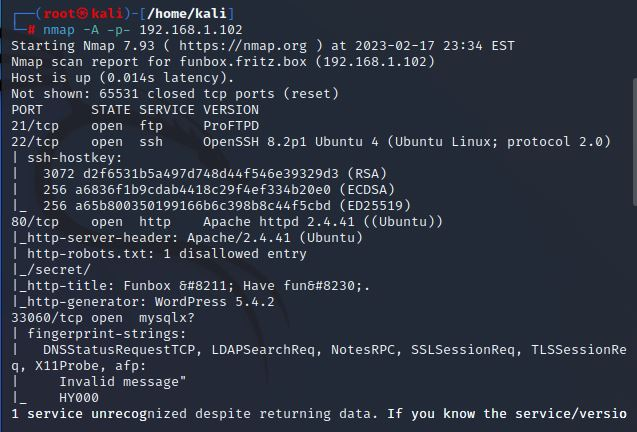 ┌──(root㉿kali)-[/home/kali]
└─# nmap -A -p- 192.168.1.102
Starting Nmap 7.93 ( https://nmap.org ) at 2023-02-17 23:34 EST
Nmap scan report for funbox.fritz.box (192.168.1.102)
Host is up (0.014s latency).
Not shown: 65531 closed tcp ports (reset)
PORT      STATE SERVICE VERSION
21/tcp    open  ftp     ProFTPD
22/tcp    open  ssh     OpenSSH 8.2p1 Ubuntu 4 (Ubuntu Linux; protocol 2.0)
| ssh-hostkey:
|   3072 d2f6531b5a497d748d44f546e39329d3 (RSA)
|   256 a6836f1b9cdab4418c29f4ef334b20e0 (ECDSA)
|_  256 a65b800350199166b6c398b8c44f5cbd (ED25519)
80/tcp    open  http    Apache httpd 2.4.41 ((Ubuntu))
|_http-server-header: Apache/2.4.41 (Ubuntu)
| http-robots.txt: 1 disallowed entry
|_/secret/
|_http-title: Funbox &#8211; Have fun&#8230;.
|_http-generator: WordPress 5.4.2
33060/tcp open  mysqlx?
| fingerprint-strings:
|   DNSStatusRequestTCP, LDAPSearchReq, NotesRPC, SSLSessionReq, TLSSessionRe
q, X11Probe, afp:
|     Invalid message"
|_    HY000
1 service unrecognized despite returning data. If you know the service/versio